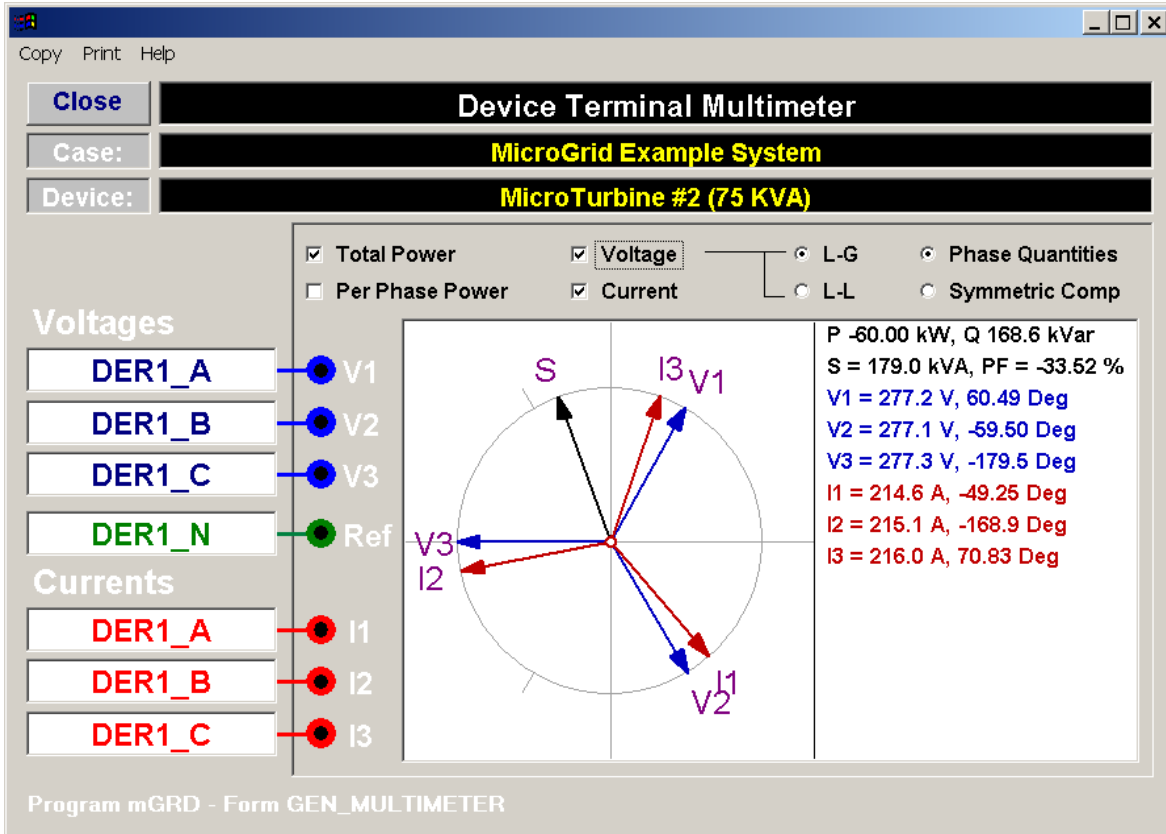 Copy Print Help
Close Device Terminal Multimeter
Case: MicroGrid Example System
Device: MicroTurbine #2 (75 KVA)
Total Power Voltage L-G Phase Quantities
Per Phase Power Current L-L Symmetric Comp
Voltages
DER1_A V1
DER1_B V2
DER1_C V3
DER1_N Ref
Currents
DER1_A I1
DER1_B I2
DER1_C I3
S I3 V1
V3
I2
I1
V2
P -60.00 kW, Q 168.6 kVar
S = 179.0 kVA, PF = -33.52 %
V1 = 277.2 V, 60.49 Deg
V2 = 277.1 V, -59.50 Deg
V3 = 277.3 V, -179.5 Deg
I1 = 214.6 A, -49.25 Deg
I2 = 215.1 A, -168.9 Deg
I3 = 216.0 A, 70.83 Deg
Program mGRD - Form GEN_MULTIMETER